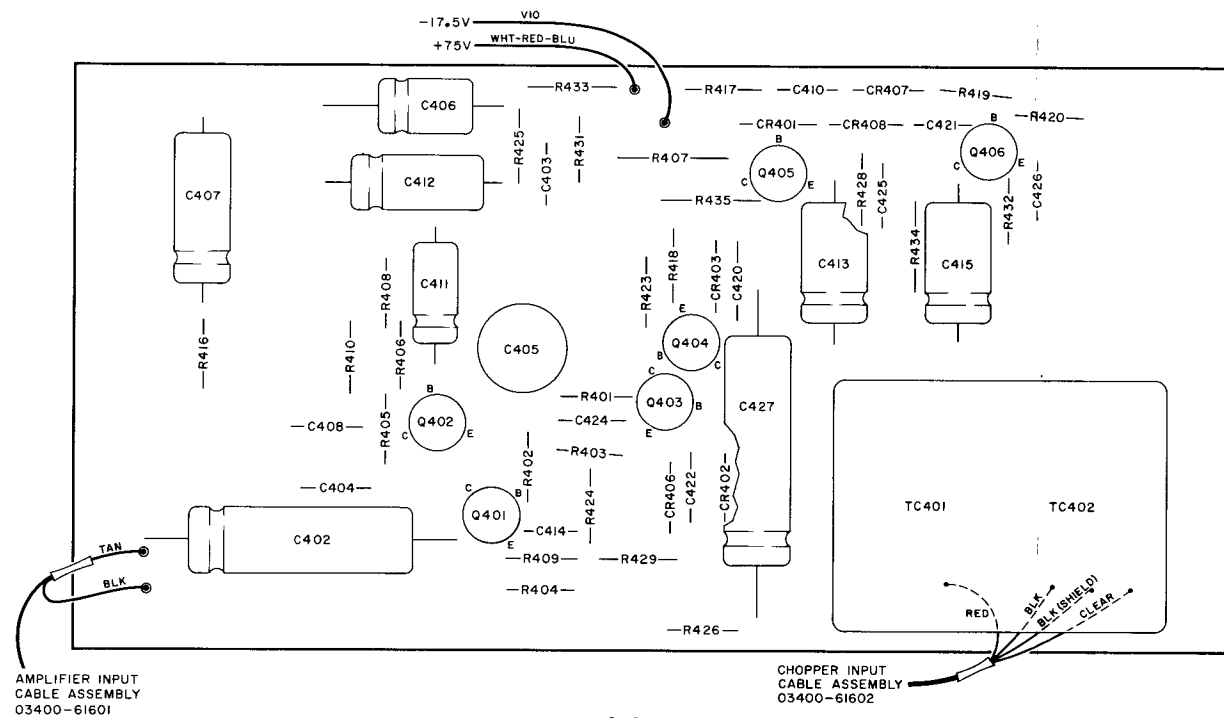 -17.5V VIO
+75V WHT-RED-BLU
R433
R417
C410
CR407
R419
C406
R425
C403
R431
CR401
CR408
C421
R420
B
Q406
C
E
R407
B
Q405
C
E
C407
C412
R428
C425
R432
C426
R435
C413
R434
C415
R408
C411
R423
R418
CR403
C420
R416
R410
R406
C405
E
Q404
B
C
R401
C
Q403
B
E
C427
R405
B
Q402
C
E
C408
C424
R402
R403
C404
R424
CR406
C422
CR402
C
B
Q401
E
C414
C402
R409
R429
R404
R426
TC401
TC402
TAN
BLK
RED
BLK
BLK (SHIELD)
CLEAR
AMPLIFIER INPUT
CABLE ASSEMBLY
03400-61601
CHOPPER INPUT
CABLE ASSEMBLY
03400-61602